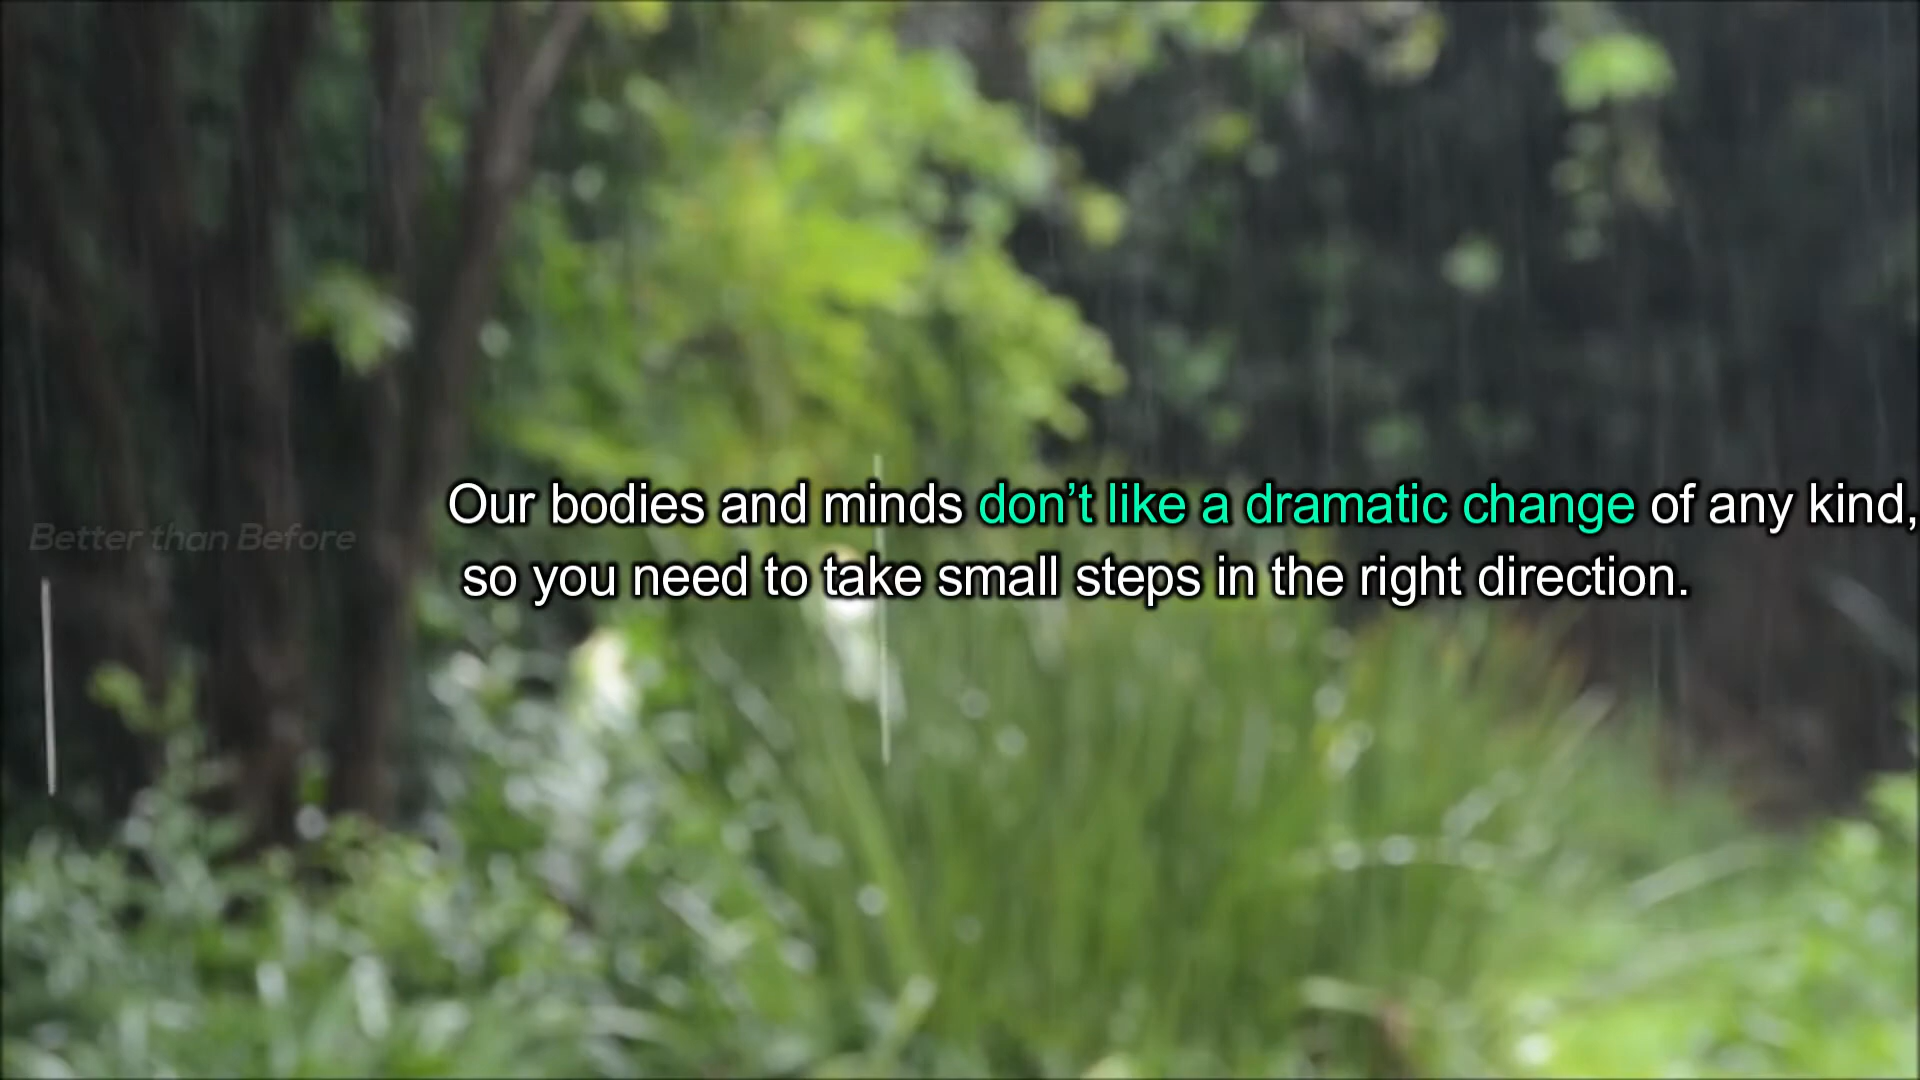 Our bodies and minds don’t like a dramatic change of any kind,
so you need to take small steps in the right direction.
Better than Before